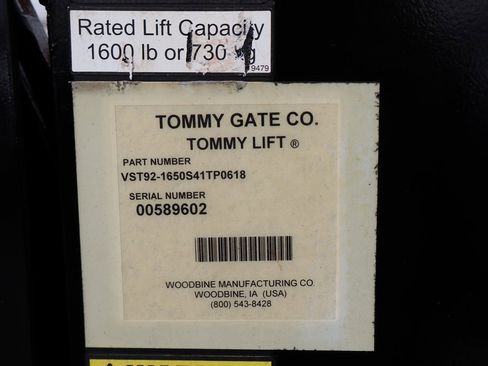 Rated Lift Capacity
1600 lb or 730 kg
9479
TOMMY GATE CO.
TOMMY LIFT ®
PART NUMBER
VST92-1650S41TP0618
SERIAL NUMBER
00589602
WOODBINE MANUFACTURING CO.
WOODBINE, IA (USA)
(800) 543-8428